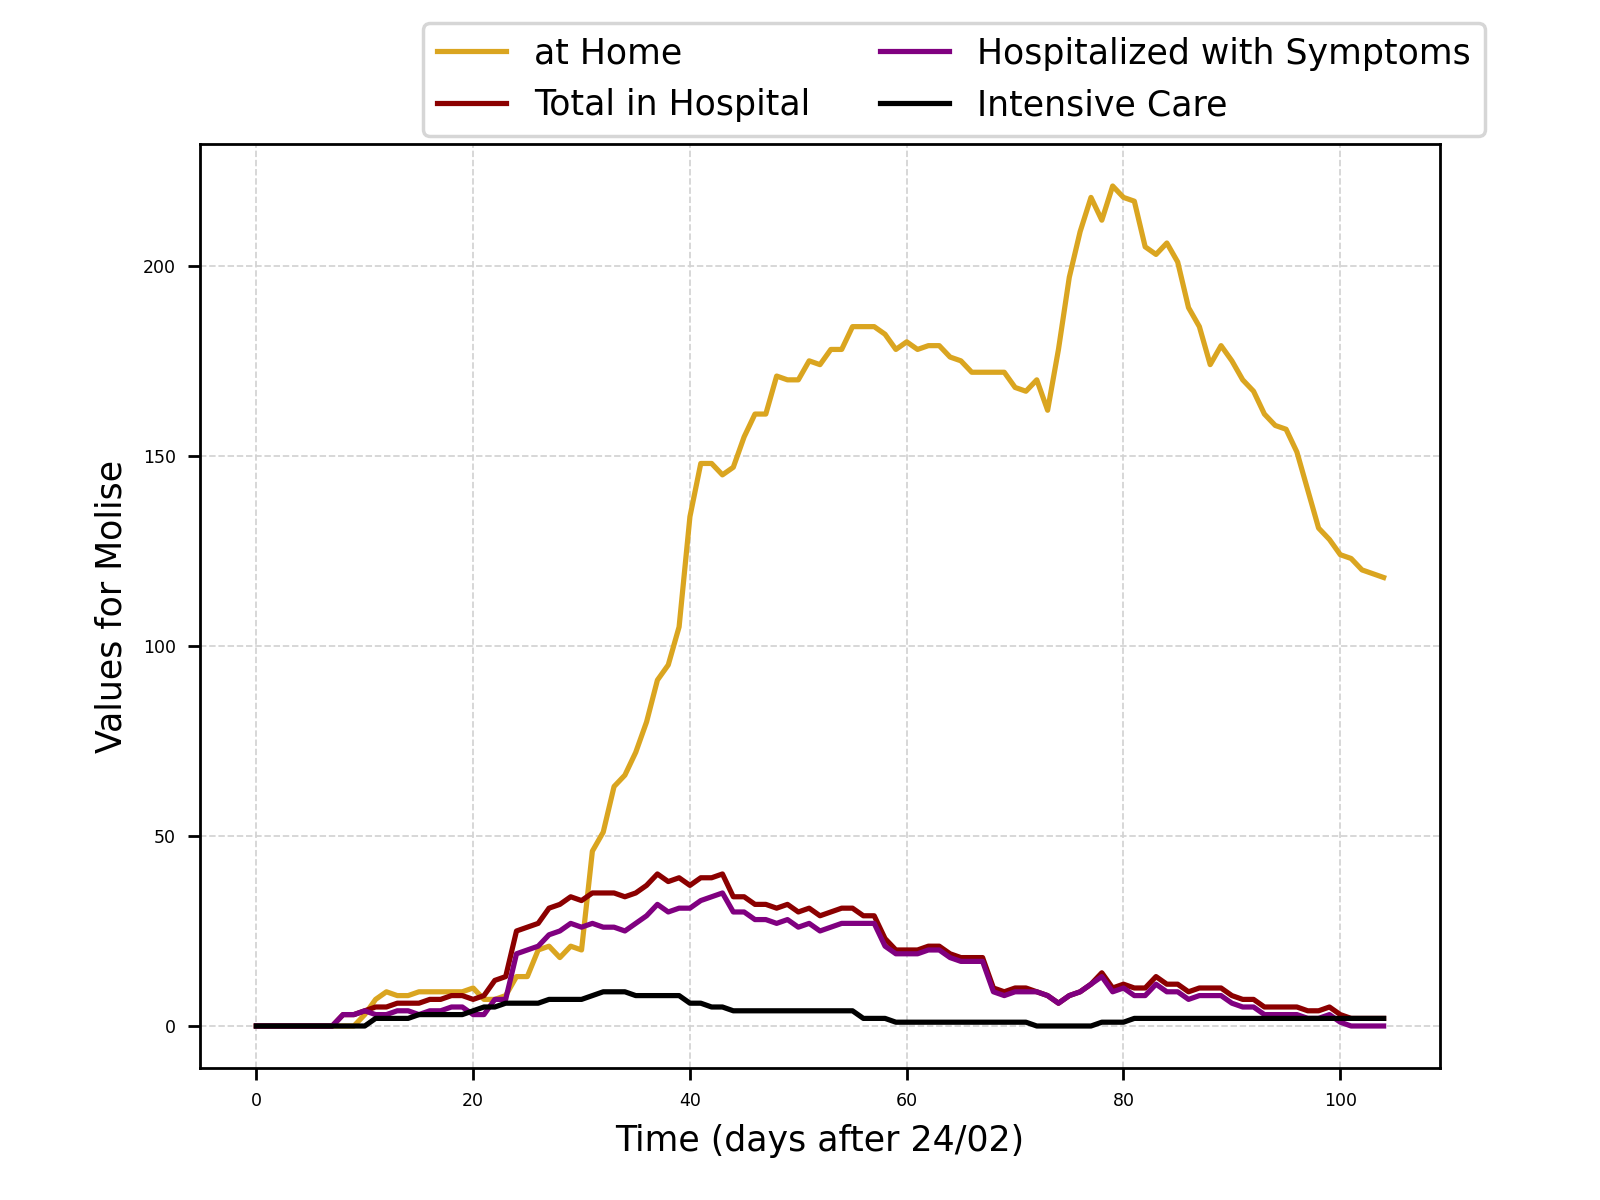 at Home
Hospitalized with Symptoms
Total in Hospital
Intensive Care
Values for Molise
200
150
100
50
0
0
20
40
60
80
100
Time (days after 24/02)